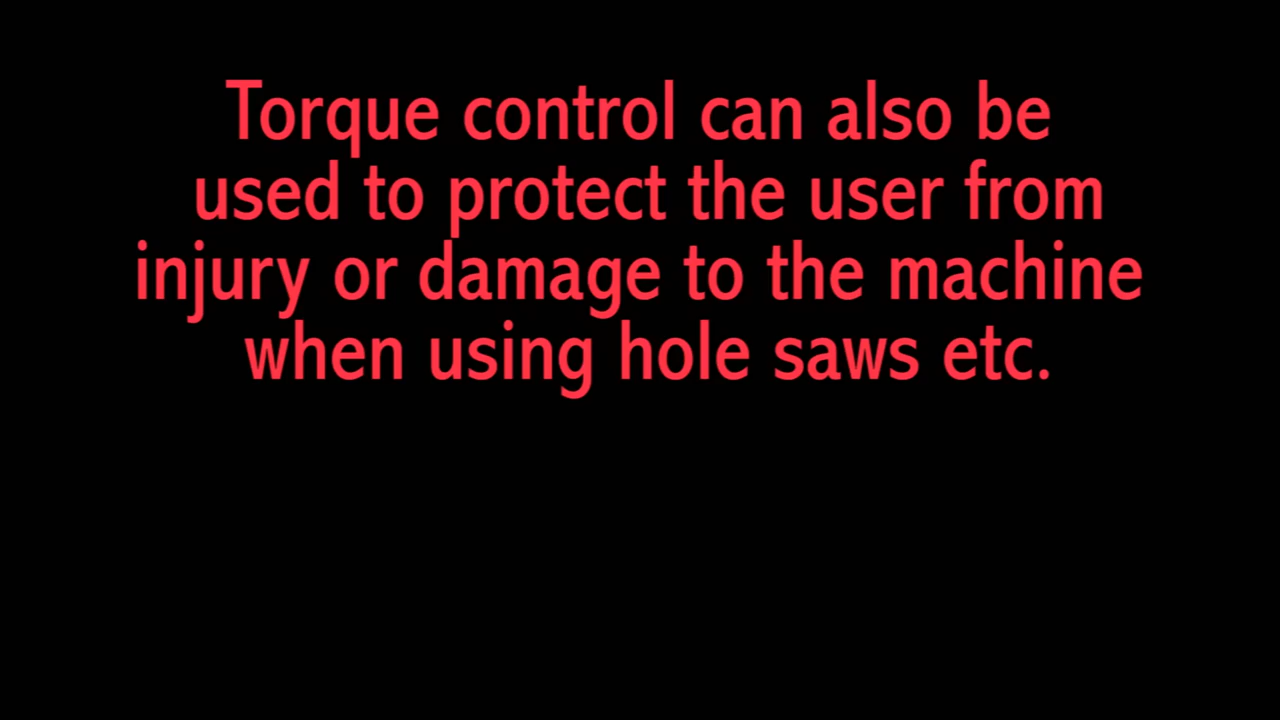 Torque control can also be
used to protect the user from
injury or damage to the machine
when using hole saws etc.